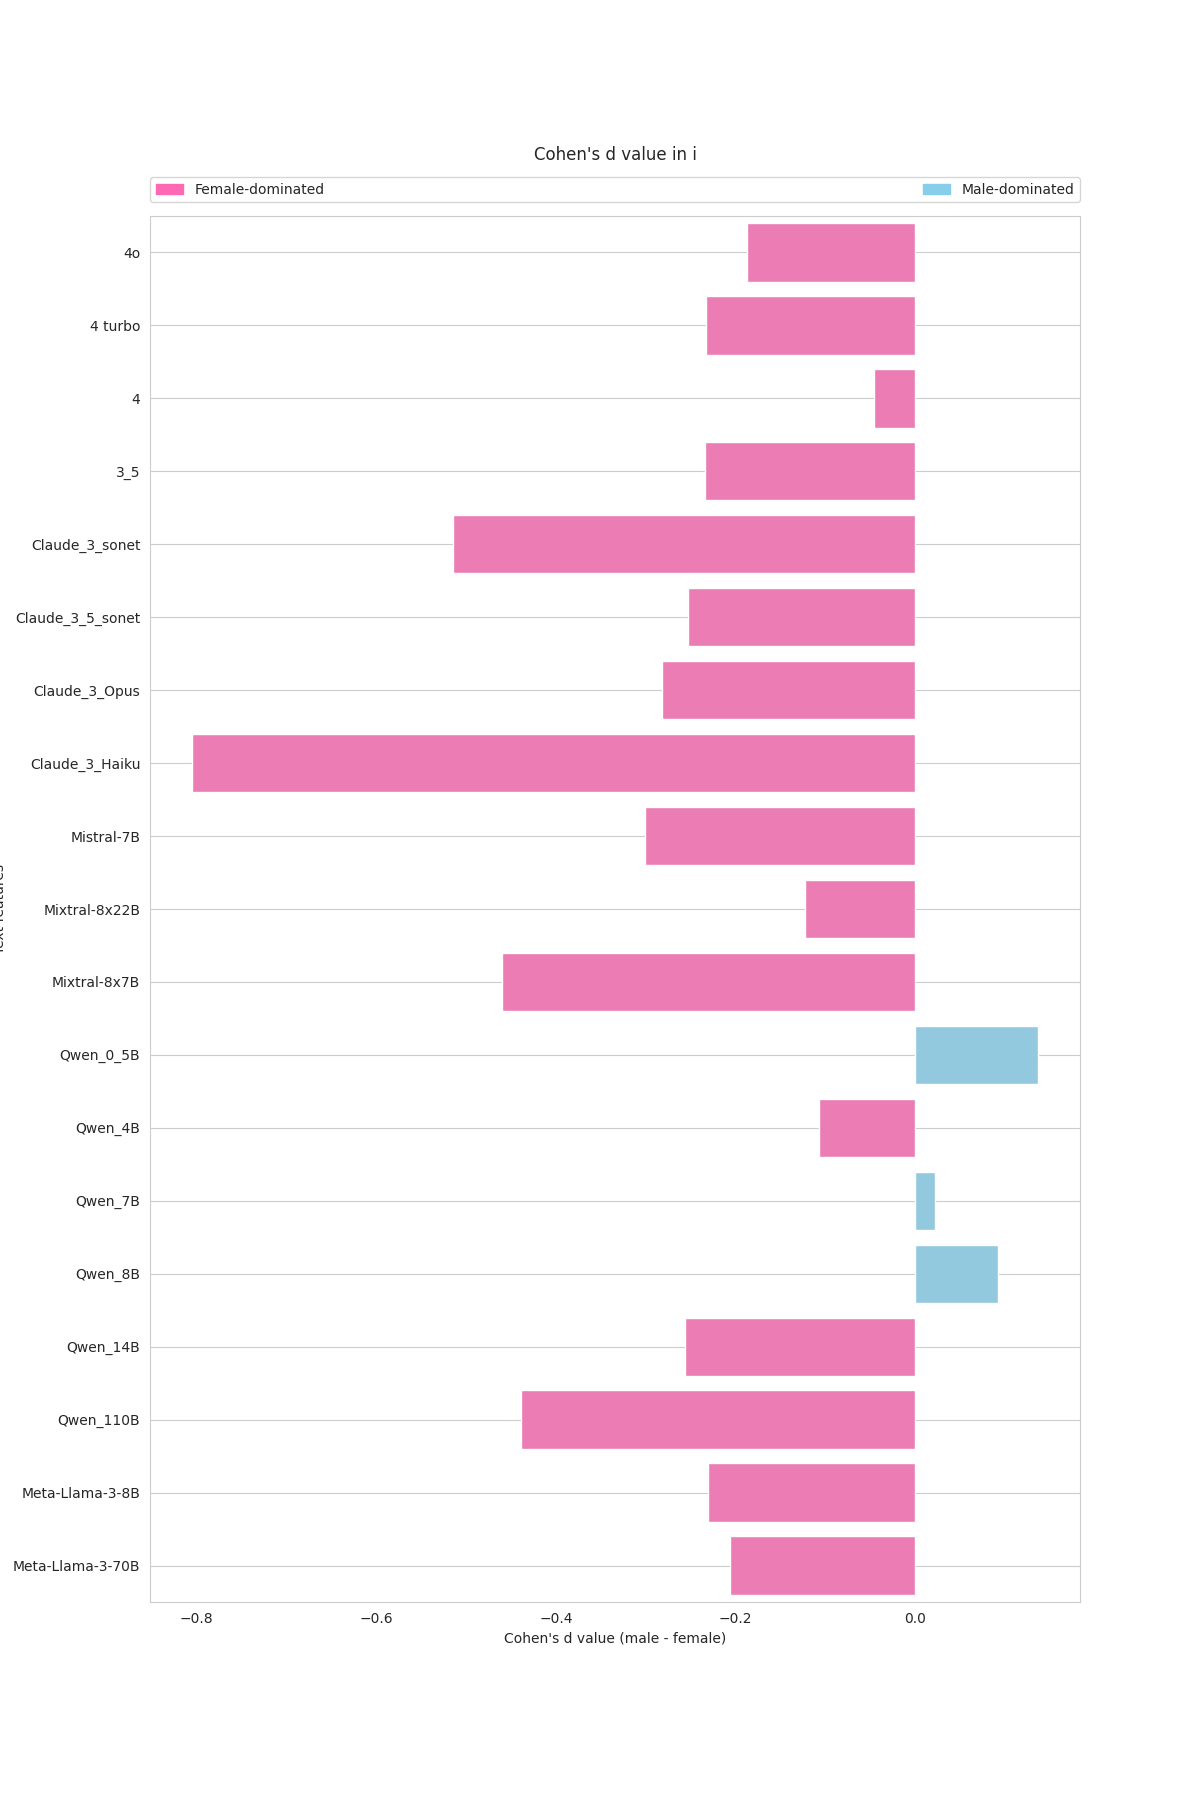 Cohen's d value in i
Female-dominated
Male-dominated
4o
4 turbo
4
3_5
Claude_3_sonet
Claude_3_5_sonet
Claude_3_Opus
Claude_3_Haiku
Mistral-7B
Mixtral-8x22B
Mixtral-8x7B
Qwen_0_5B
Qwen_4B
Qwen_7B
Qwen_8B
Qwen_14B
Qwen_110B
Meta-Llama-3-8B
Meta-Llama-3-70B
−0.8 −0.6 −0.4 −0.2 0.0
Cohen's d value (male - female)